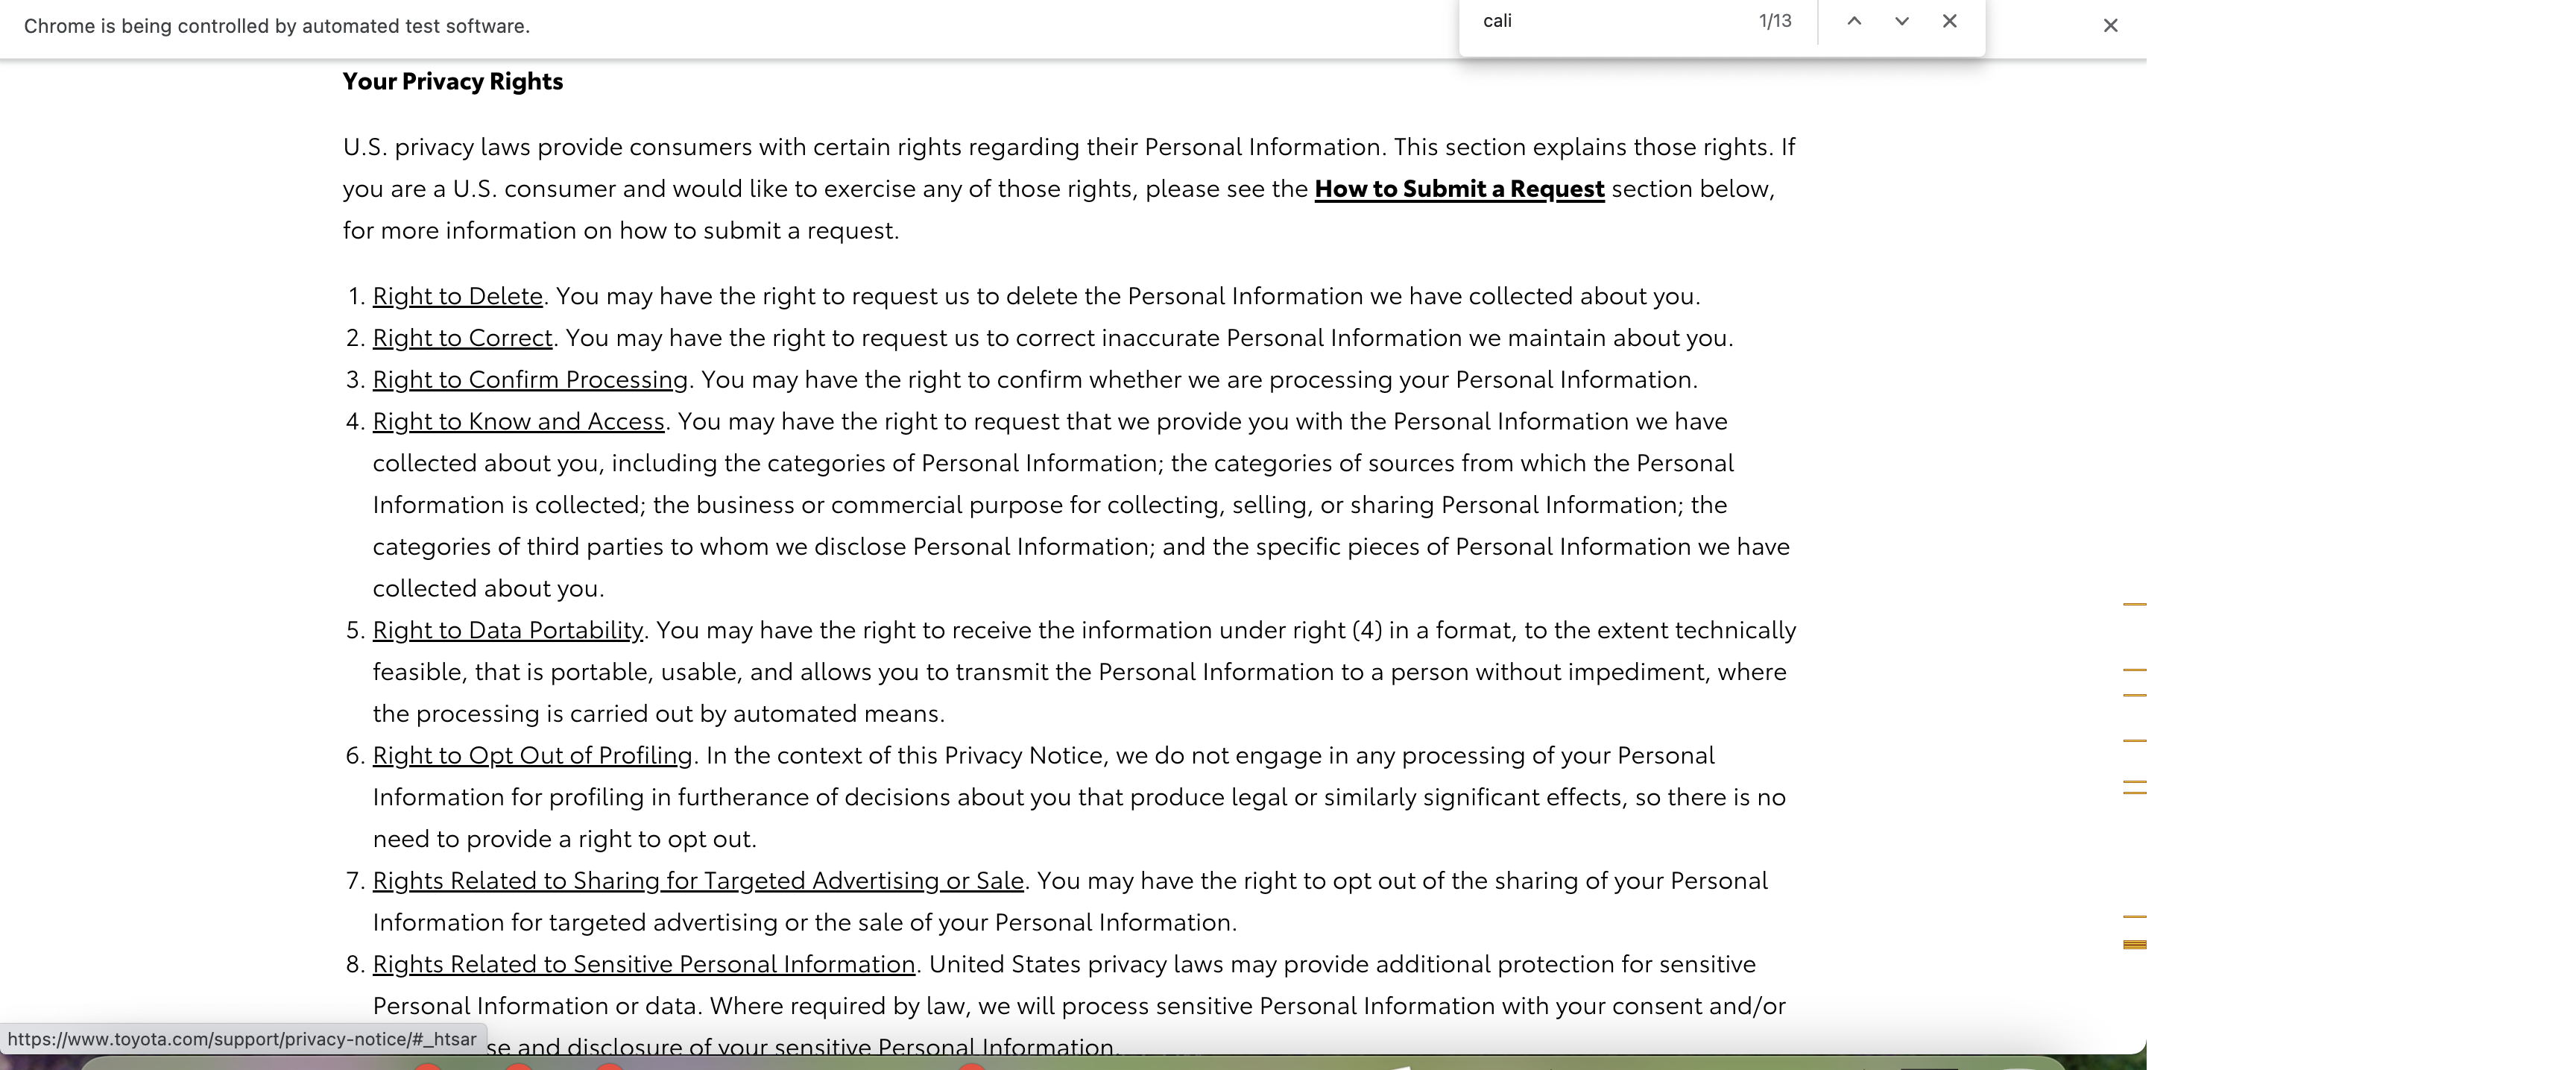 Chrome is being controlled by automated test software.
cali 1/13
Your Privacy Rights
U.S. privacy laws provide consumers with certain rights regarding their Personal Information. This section explains those rights. If
you are a U.S. consumer and would like to exercise any of those rights, please see the How to Submit a Request section below,
for more information on how to submit a request.
1. Right to Delete. You may have the right to request us to delete the Personal Information we have collected about you.
2. Right to Correct. You may have the right to request us to correct inaccurate Personal Information we maintain about you.
3. Right to Confirm Processing. You may have the right to confirm whether we are processing your Personal Information.
4. Right to Know and Access. You may have the right to request that we provide you with the Personal Information we have
collected about you, including the categories of Personal Information; the categories of sources from which the Personal
Information is collected; the business or commercial purpose for collecting, selling, or sharing Personal Information; the
categories of third parties to whom we disclose Personal Information; and the specific pieces of Personal Information we have
collected about you.
5. Right to Data Portability. You may have the right to receive the information under right (4) in a format, to the extent technically
feasible, that is portable, usable, and allows you to transmit the Personal Information to a person without impediment, where
the processing is carried out by automated means.
6. Right to Opt Out of Profiling. In the context of this Privacy Notice, we do not engage in any processing of your Personal
Information for profiling in furtherance of decisions about you that produce legal or similarly significant effects, so there is no
need to provide a right to opt out.
7. Rights Related to Sharing for Targeted Advertising or Sale. You may have the right to opt out of the sharing of your Personal
Information for targeted advertising or the sale of your Personal Information.
8. Rights Related to Sensitive Personal Information. United States privacy laws may provide additional protection for sensitive
Personal Information or data. Where required by law, we will process sensitive Personal Information with your consent and/or
se and disclosure of your sensitive Personal Information.
https://www.toyota.com/support/privacy-notice/#_htsar